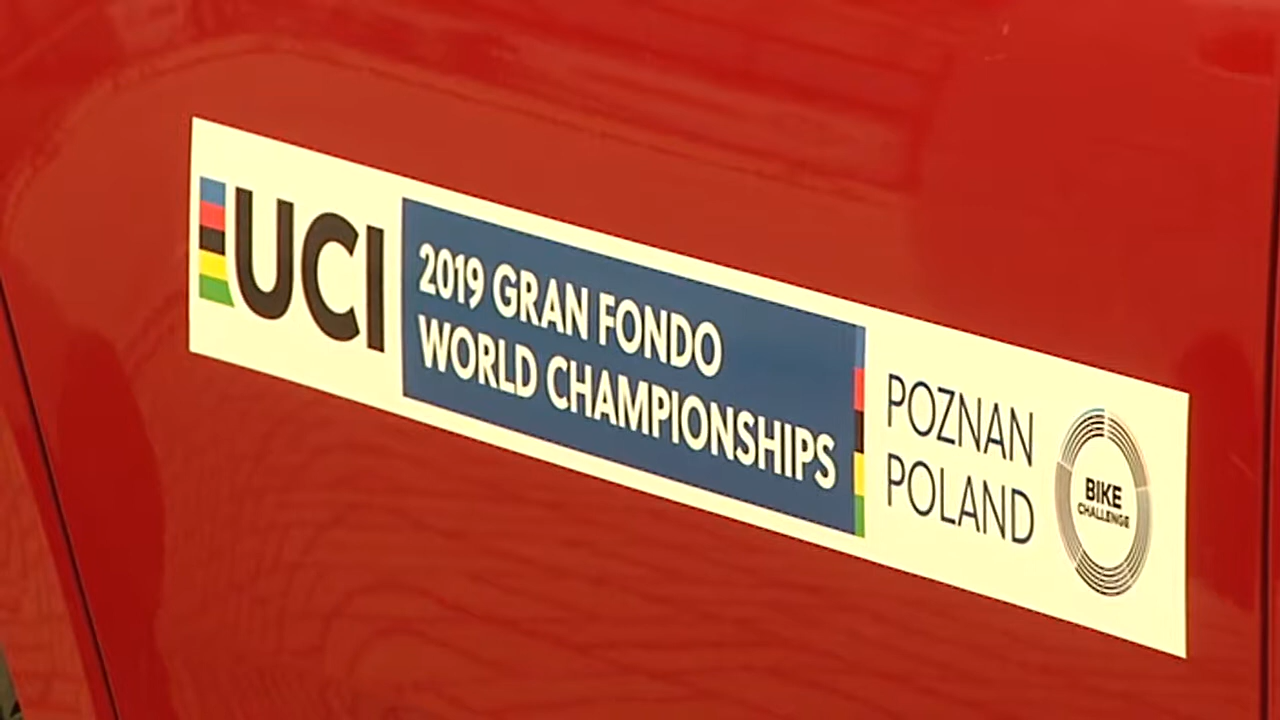 UCI
2019 GRAN FONDO
WORLD CHAMPIONSHIPS
POZNAN
POLAND
BIKE
CHALLENGE